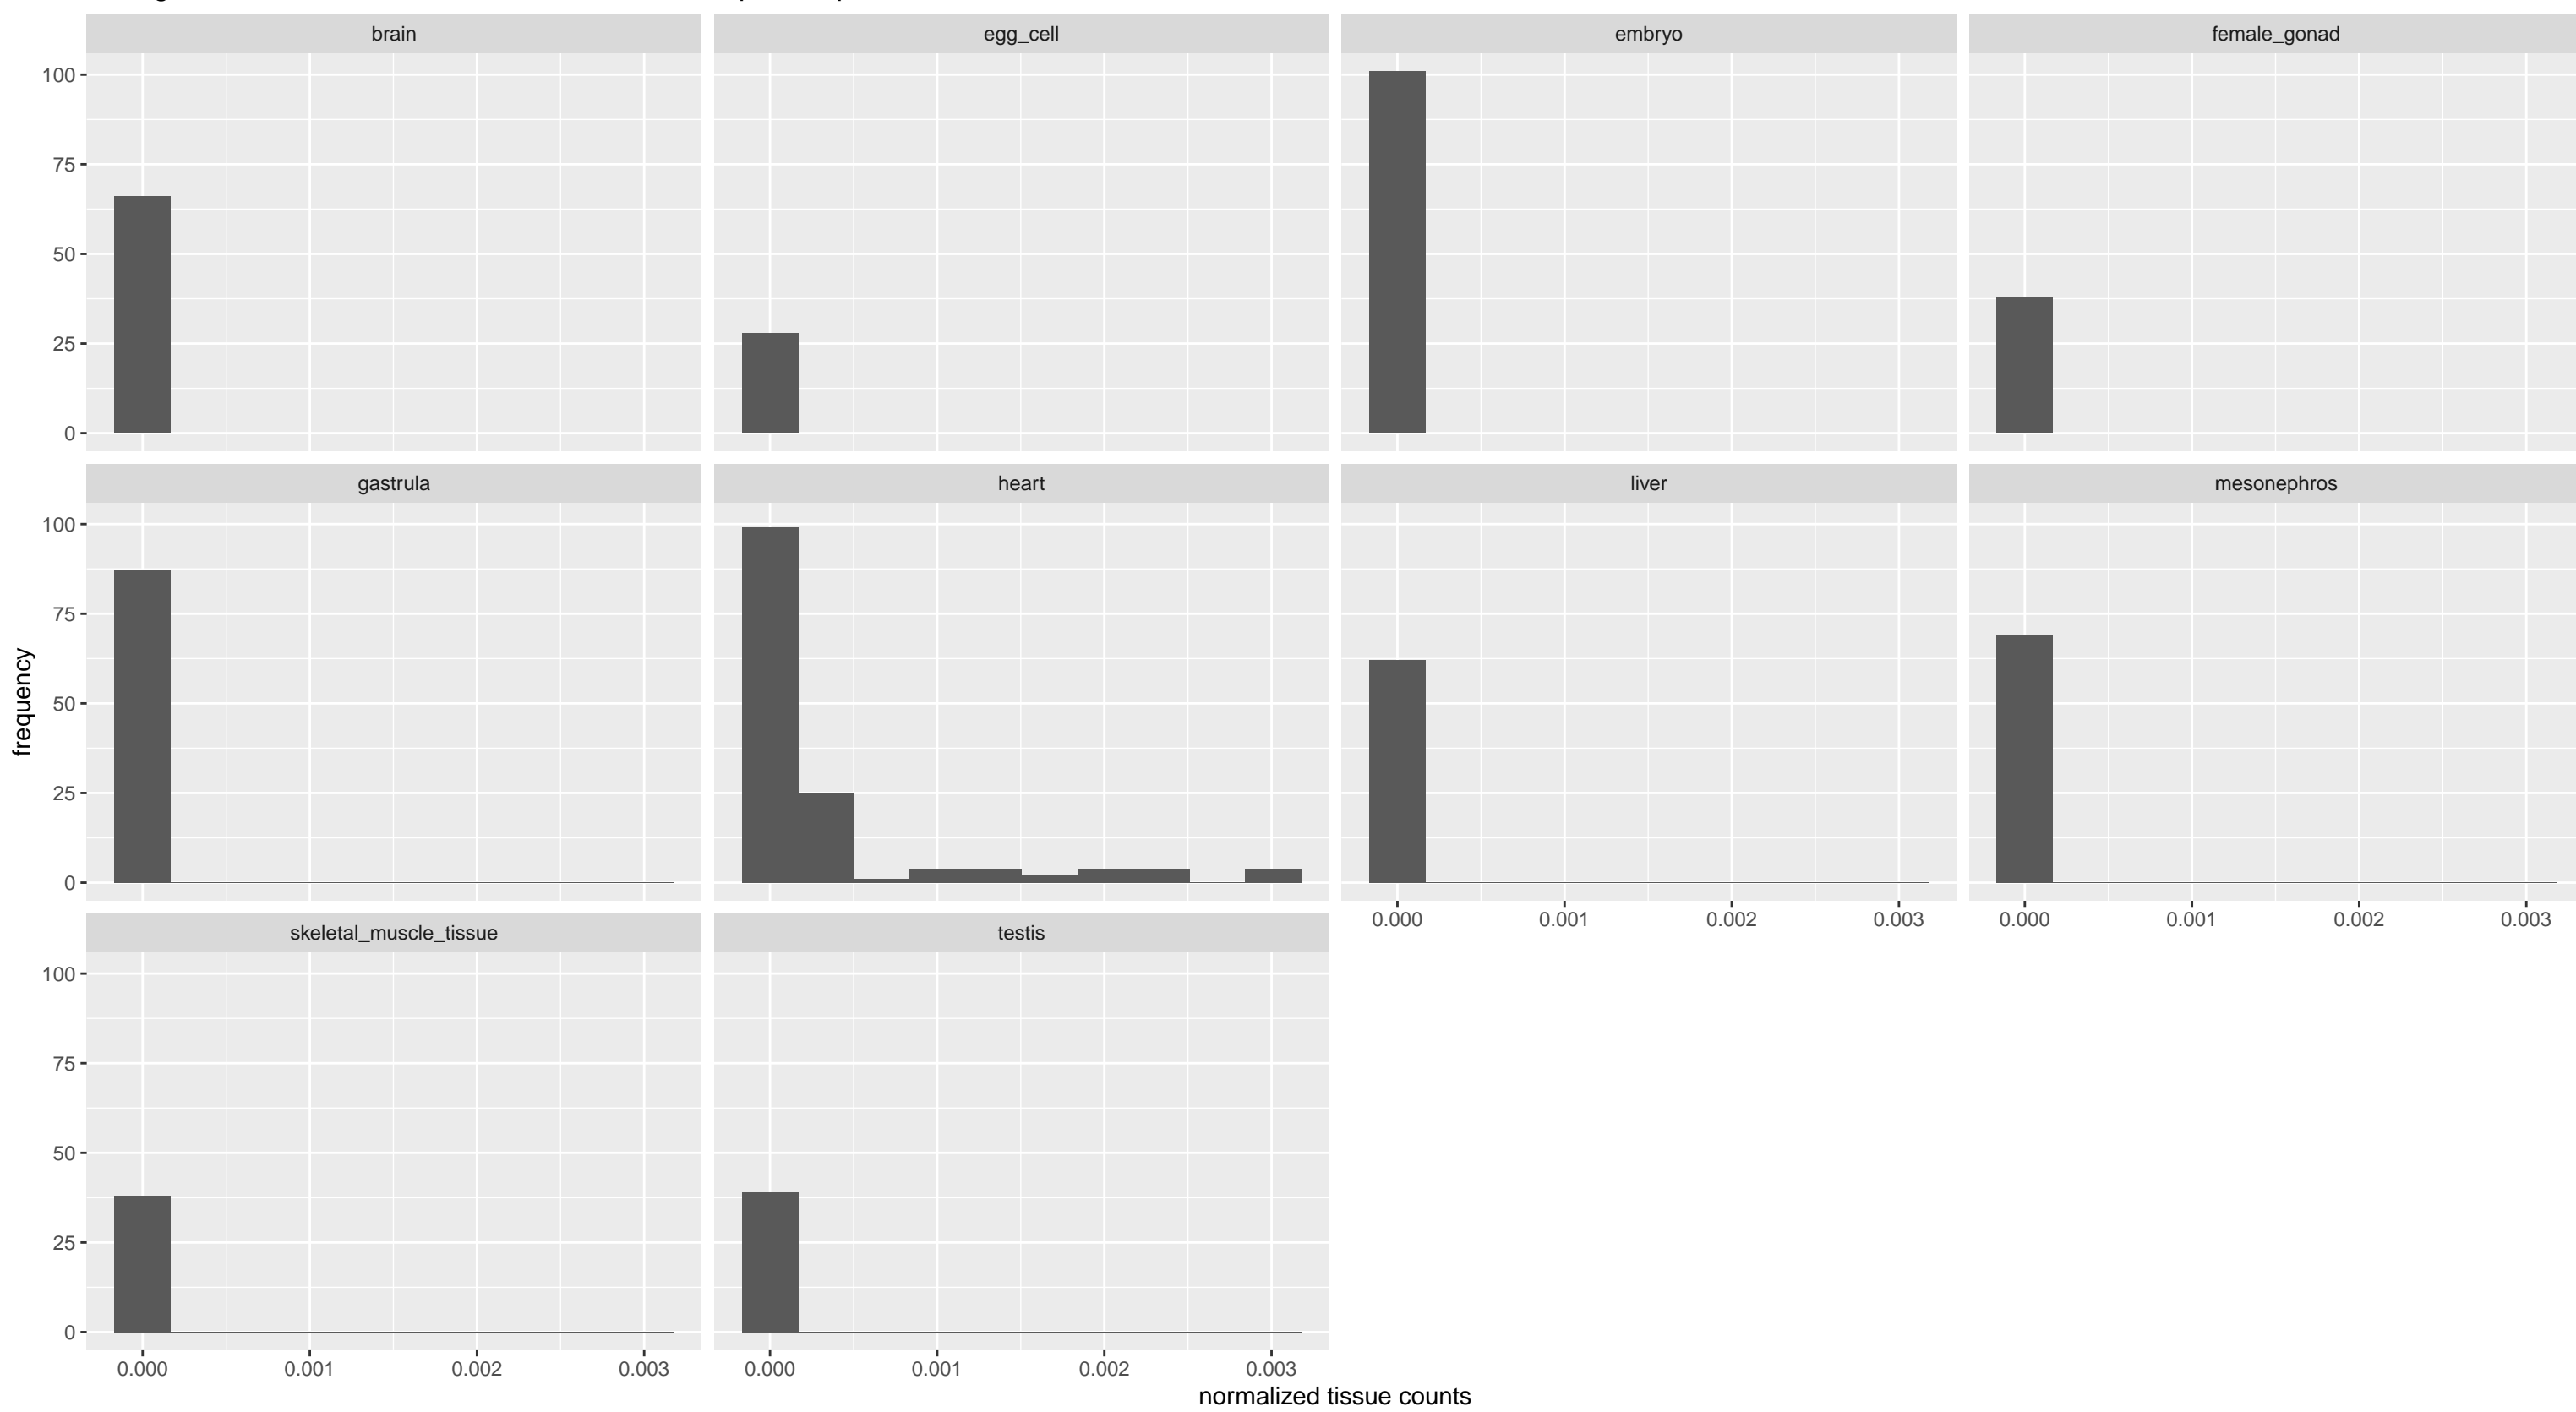 brain egg_cell embryo female_gonad
100
75
50
25
0
gastrula heart liver mesonephros
100
75
50
25
0
frequency
0.000 0.001 0.002 0.003 0.000 0.001 0.002 0.003
skeletal_muscle_tissue testis
100
75
50
25
0
0.000 0.001 0.002 0.003 0.000 0.001 0.002 0.003
normalized tissue counts